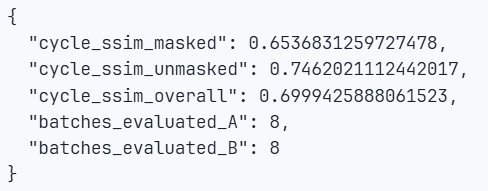 {
  "cycle_ssim_masked": 0.6536831259727478,
  "cycle_ssim_unmasked": 0.7462021112442017,
  "cycle_ssim_overall": 0.6999425888061523,
  "batches_evaluated_A": 8,
  "batches_evaluated_B": 8
}